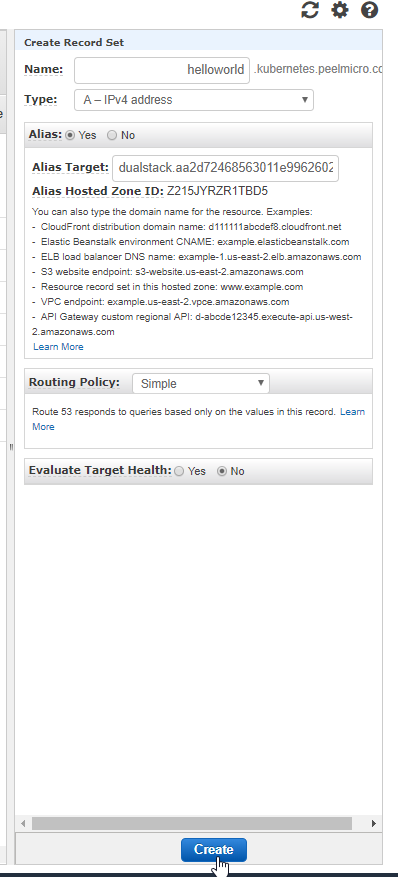 Create Record Set
Name: helloworld .kubernetes.peelmicro.co
Type: A – IPv4 address
Alias: Yes No
Alias Target: dualstack.aa2d72468563011e9962602
Alias Hosted Zone ID: Z215JYRZR1TBD5
You can also type the domain name for the resource. Examples:
- CloudFront distribution domain name: d111111abcdef8.cloudfront.net
- Elastic Beanstalk environment CNAME: example.elasticbeanstalk.com
- ELB load balancer DNS name: example-1.us-east-2.elb.amazonaws.com
- S3 website endpoint: s3-website.us-east-2.amazonaws.com
- Resource record set in this hosted zone: www.example.com
- VPC endpoint: example.us-east-2.vpce.amazonaws.com
- API Gateway custom regional API: d-abcde12345.execute-api.us-west-
2.amazonaws.com
Learn More
Routing Policy: Simple
Route 53 responds to queries based only on the values in this record. Learn
More
Evaluate Target Health: Yes No
Create